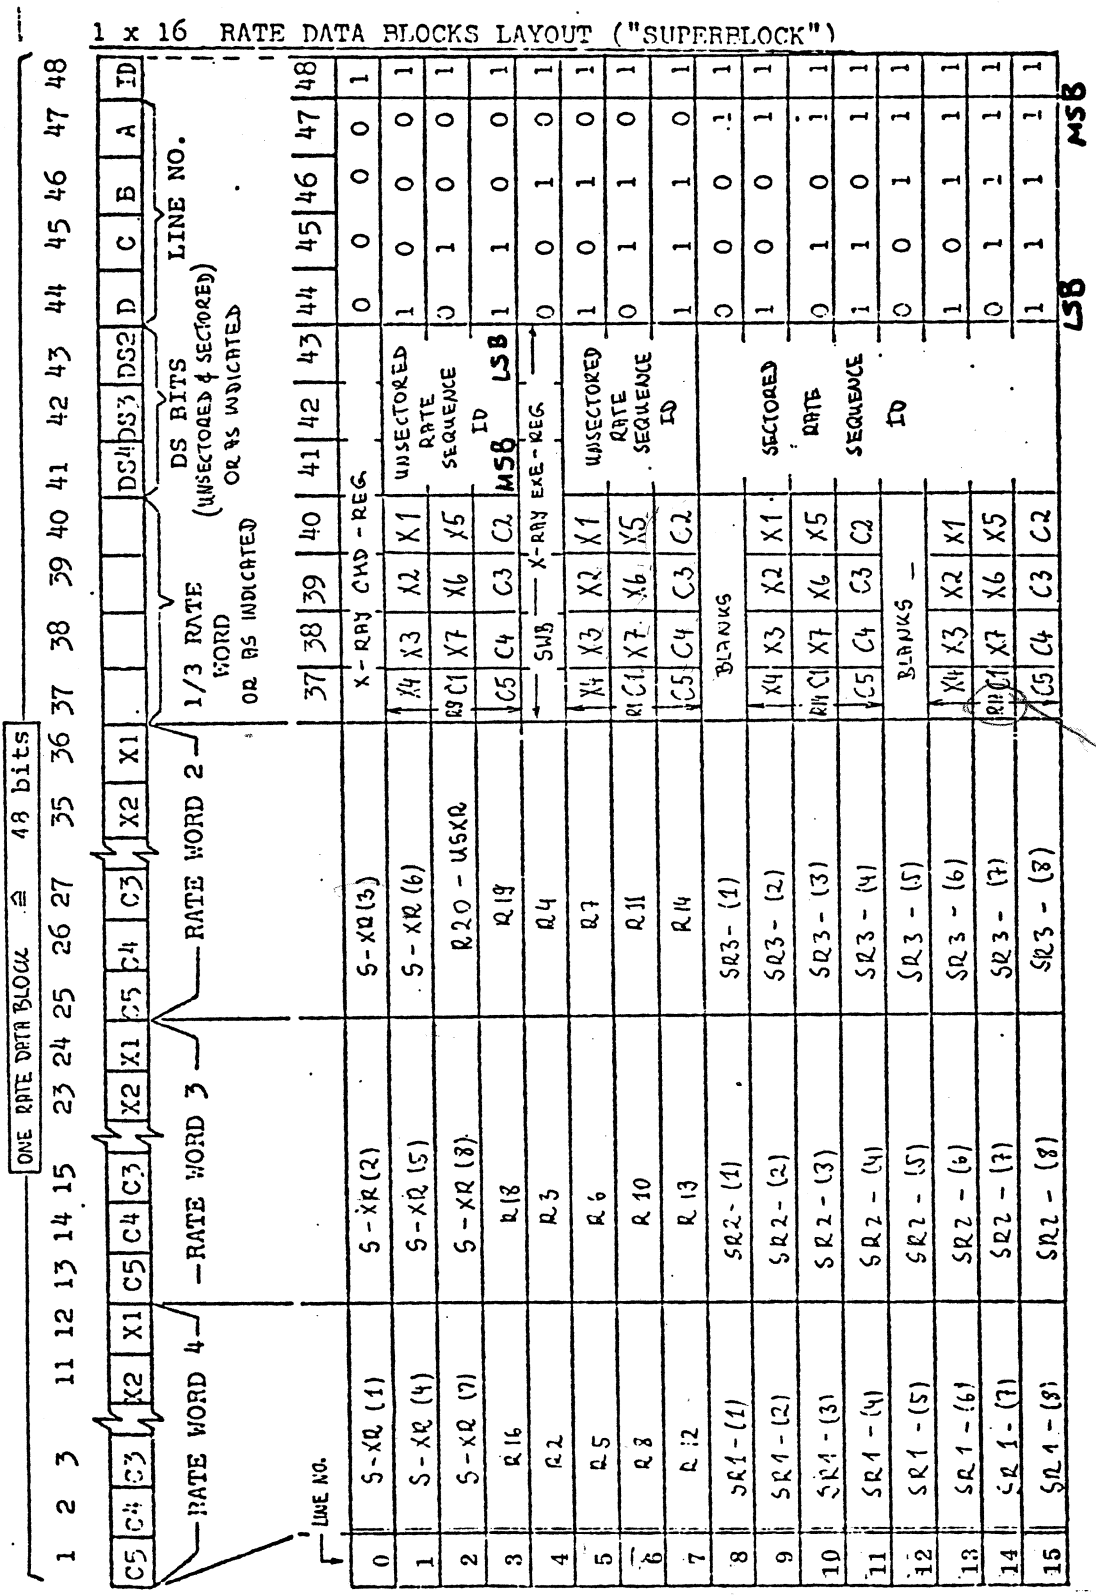 1 x 16 RATE DATA BLOCKS LAYOUT ("SUPERBLOCK")
ONE RATE DATA BLOCK ≙ 48 bits
1 2 3 11 12 13 14 15 23 24 25 26 27 35 36 37 38 39 40 41 42 43 44 45 46 47 48
C5 C4 C3 X2 X1 C5 C4 C3 X2 X1 C5 C4 C3 X2 X1 DS4 DS3 DS2 D C B A ID
RATE WORD 4 RATE WORD 3 RATE WORD 2
1/3 RATE
WORD
OR AS INDICATED
DS BITS
(UNSECTORED & SECTORED)
OR AS INDICATED
LINE NO.
LINE NO. 37 38 39 40 41 42 43 44 45 46 47 48
0 S-XR (1) S-XR (2) S-XR (3) X-RAY CMD-REG 0 0 0 0 1
1 S-XR (4) S-XR (5) S-XR (6) X4 X3 X2 X1 1 0 0 0 1
2 S-XR (7) S-XR (8) R20 - USXR R9 C1 X7 X6 X5 0 1 0 0 1
3 R16 R18 R19 C5 C4 C3 C2 1 1 0 0 1
UNSECTORED
RATE
SEQUENCE
ID
MSB LSB
4 R2 R3 R4 SWB X-RAY EXE-REG 0 0 1 0 1
5 R5 R6 R7 X4 X3 X2 X1 1 0 1 0 1
6 R8 R10 R11 C1 X7 X6 X5 0 1 1 0 1
7 R12 R13 R14 C5 C4 C3 C2 1 1 1 0 1
UNSECTORED
RATE
SEQUENCE
ID
8 SR1-(1) SR2-(1) SR3-(1) BLANKS 0 0 0 1 1
9 SR1-(2) SR2-(2) SR3-(2) X4 X3 X2 X1 1 0 0 1 1
10 SR1-(3) SR2-(3) SR3-(3) C1 X7 X6 X5 0 1 0 1 1
11 SR1-(4) SR2-(4) SR3-(4) C5 C4 C3 C2 1 1 0 1 1
12 SR1-(5) SR2-(5) SR3-(5) BLANKS 0 0 1 1 1
13 SR1-(6) SR2-(6) SR3-(6) X4 X3 X2 X1 1 0 1 1 1
14 SR1-(7) SR2-(7) SR3-(7) C1 X7 X6 X5 0 1 1 1 1
15 SR1-(8) SR2-(8) SR3-(8) C5 C4 C3 C2 1 1 1 1 1
SECTORED
RATE
SEQUENCE
ID
LSB MSB